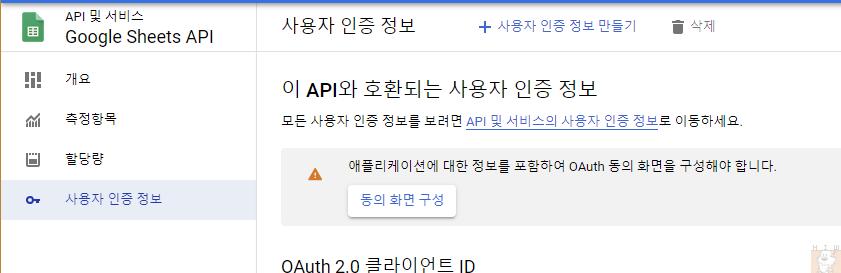 API 및 서비스
Google Sheets API
사용자 인증 정보
사용자 인증 정보 만들기
삭제
개요
측정항목
할당량
사용자 인증 정보
이 API와 호환되는 사용자 인증 정보
모든 사용자 인증 정보를 보려면 API 및 서비스의 사용자 인증 정보로 이동하세요.
애플리케이션에 대한 정보를 포함하여 OAuth 동의 화면을 구성해야 합니다.
동의 화면 구성
OAuth 2.0 클라이언트 ID